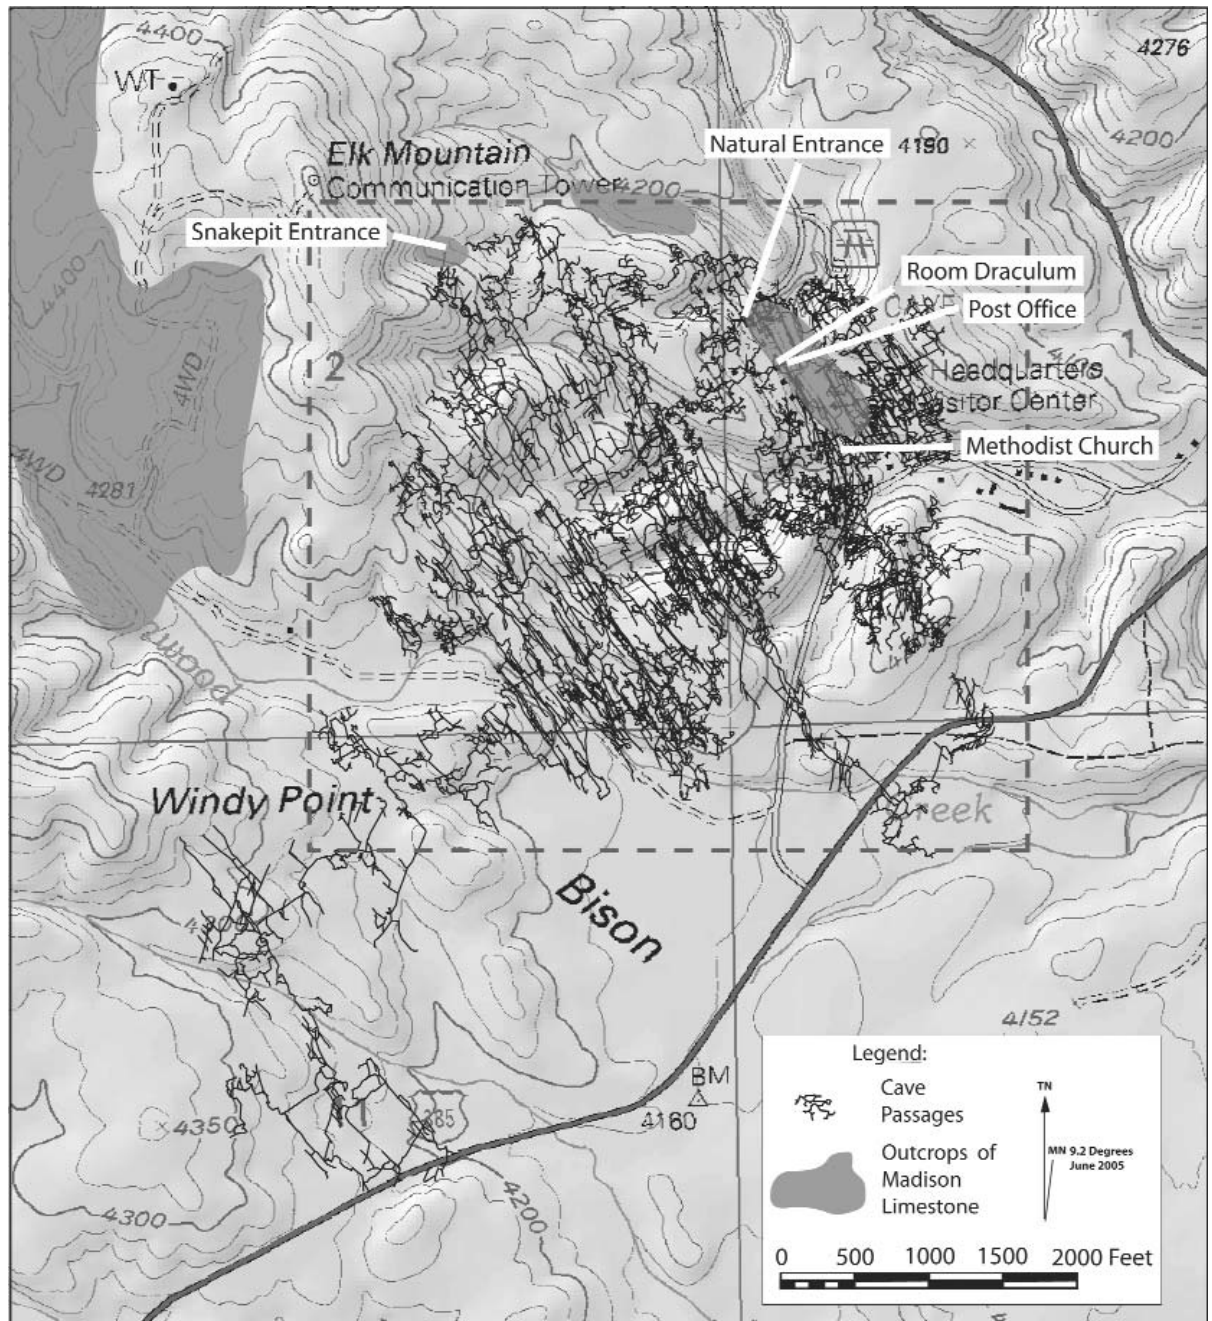 4400
4276
WT
Natural Entrance
4190
4200
Elk Mountain
Communication Tower
4200
Snakepit Entrance
Room Draculum
4400
Post Office
2
1
4WD
Headquarters
Visitor Center
Methodist Church
4WD
4281
Windy Point
reek
Bison
4152
Legend:
BM
Cave
Passages
TN
4350
385
4160
MN 9.2 Degrees
June 2005
Outcrops of
Madison
Limestone
4300
4200
0 500 1000 1500 2000 Feet